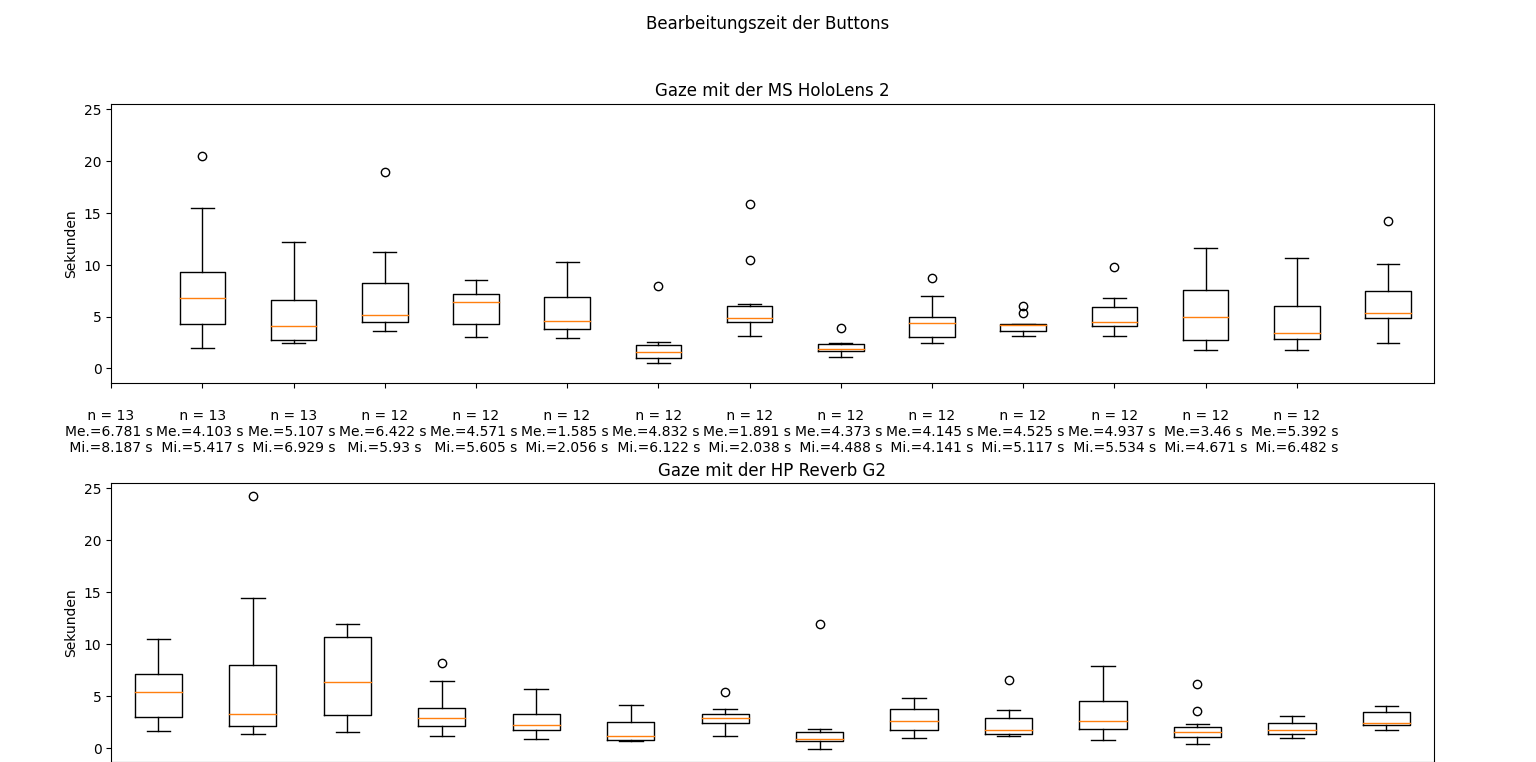 Bearbeitungszeit der Buttons
Gaze mit der MS HoloLens 2
25
20
15
10
5
0
Sekunden
n = 13 n = 13 n = 13 n = 12 n = 12 n = 12 n = 12 n = 12 n = 12 n = 12 n = 12 n = 12 n = 12 n = 12
Me.=6.781 s Me.=4.103 s Me.=5.107 s Me.=6.422 s Me.=4.571 s Me.=1.585 s Me.=4.832 s Me.=1.891 s Me.=4.373 s Me.=4.145 s Me.=4.525 s Me.=4.937 s Me.=3.46 s Me.=5.392 s
Mi.=8.187 s Mi.=5.417 s Mi.=6.929 s Mi.=5.93 s Mi.=5.605 s Mi.=2.056 s Mi.=6.122 s Mi.=2.038 s Mi.=4.488 s Mi.=4.141 s Mi.=5.117 s Mi.=5.534 s Mi.=4.671 s Mi.=6.482 s
Gaze mit der HP Reverb G2
25
20
15
10
5
0
Sekunden